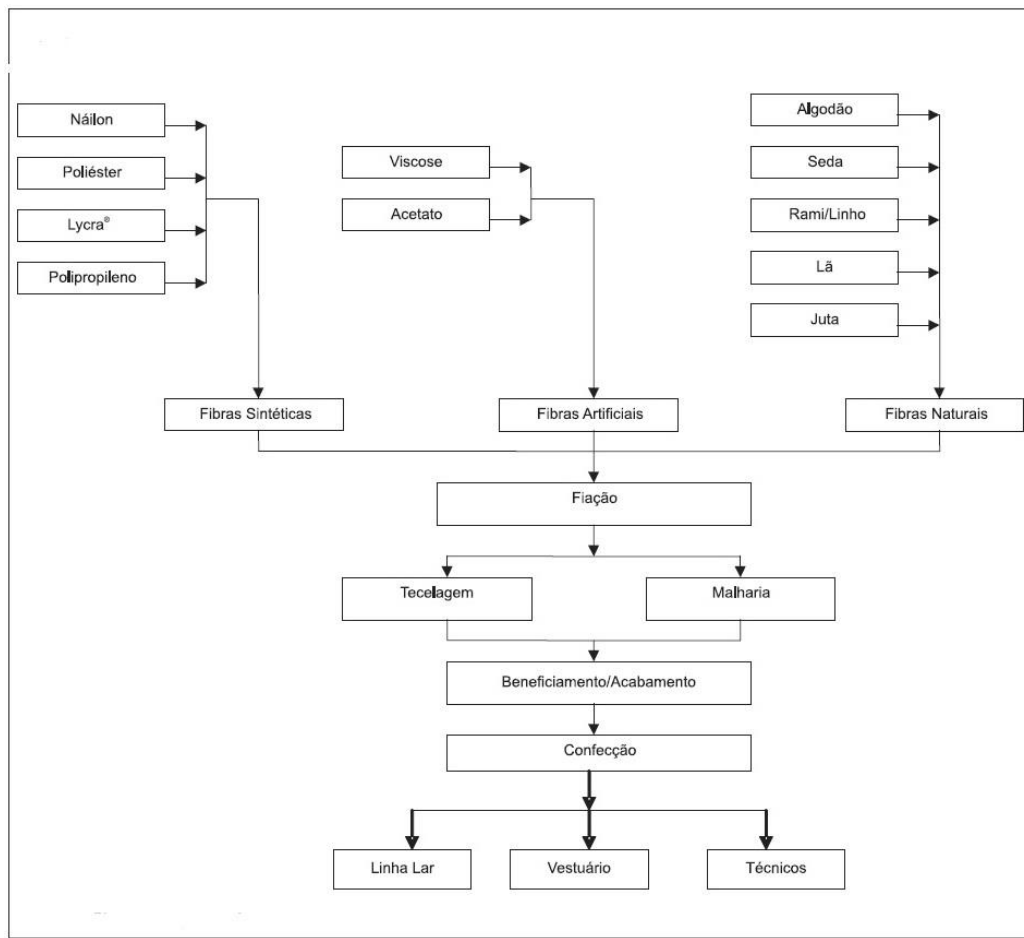 Náilon
Poliéster
Lycra®
Polipropileno
Viscose
Acetato
Algodão
Seda
Rami/Linho
Lã
Juta
Fibras Sintéticas
Fibras Artificiais
Fibras Naturais
Fiação
Tecelagem
Malharia
Beneficiamento/Acabamento
Confecção
Linha Lar
Vestuário
Técnicos